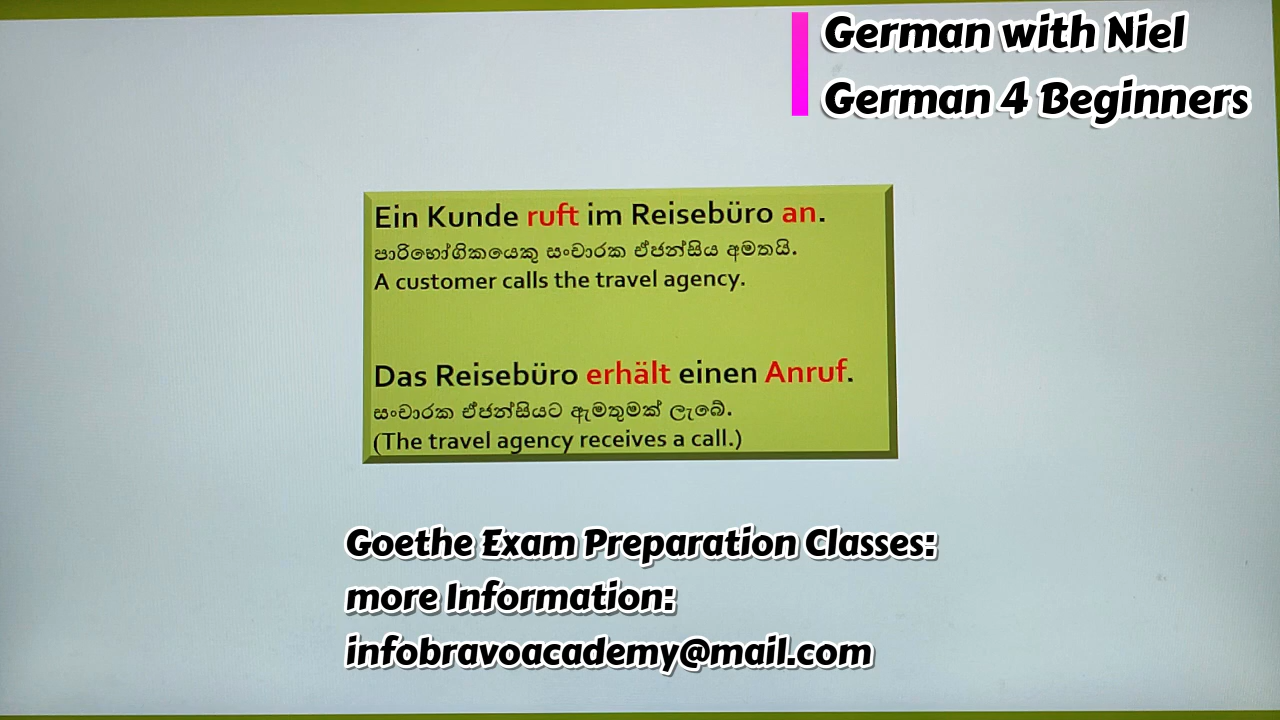 German with Niel
German 4 Beginners
Ein Kunde ruft im Reisebüro an.
පාරිභෝගිකයෙකු සංචාරක ඒජන්සිය අමතයි.
A customer calls the travel agency.
Das Reisebüro erhält einen Anruf.
සංචාරක ඒජන්සියට ඇමතුමක් ලැබේ.
(The travel agency receives a call.)
Goethe Exam Preparation Classes:
more Information:
infobravoacademy@mail.com